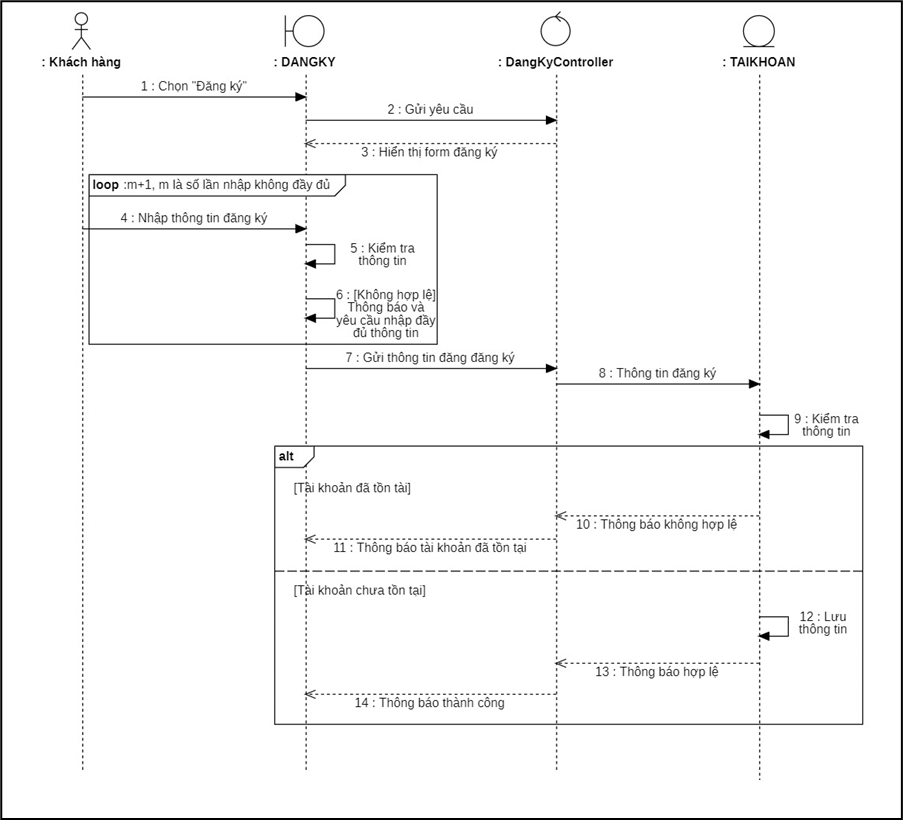 : Khách hàng
: DANGKY
: DangKyController
: TAIKHOAN
1 : Chọn "Đăng ký"
2 : Gửi yêu cầu
3 : Hiển thị form đăng ký
loop :m+1, m là số lần nhập không đầy đủ
4 : Nhập thông tin đăng ký
5 : Kiểm tra
thông tin
6 : [Không hợp lệ]
Thông báo và
yêu cầu nhập đầy
đủ thông tin
7 : Gửi thông tin đăng đăng ký
8 : Thông tin đăng ký
9 : Kiểm tra
thông tin
alt
[Tài khoản đã tồn tài]
10 : Thông báo không hợp lệ
11 : Thông báo tài khoản đã tồn tại
[Tài khoản chưa tồn tại]
12 : Lưu
thông tin
13 : Thông báo hợp lệ
14 : Thông báo thành công